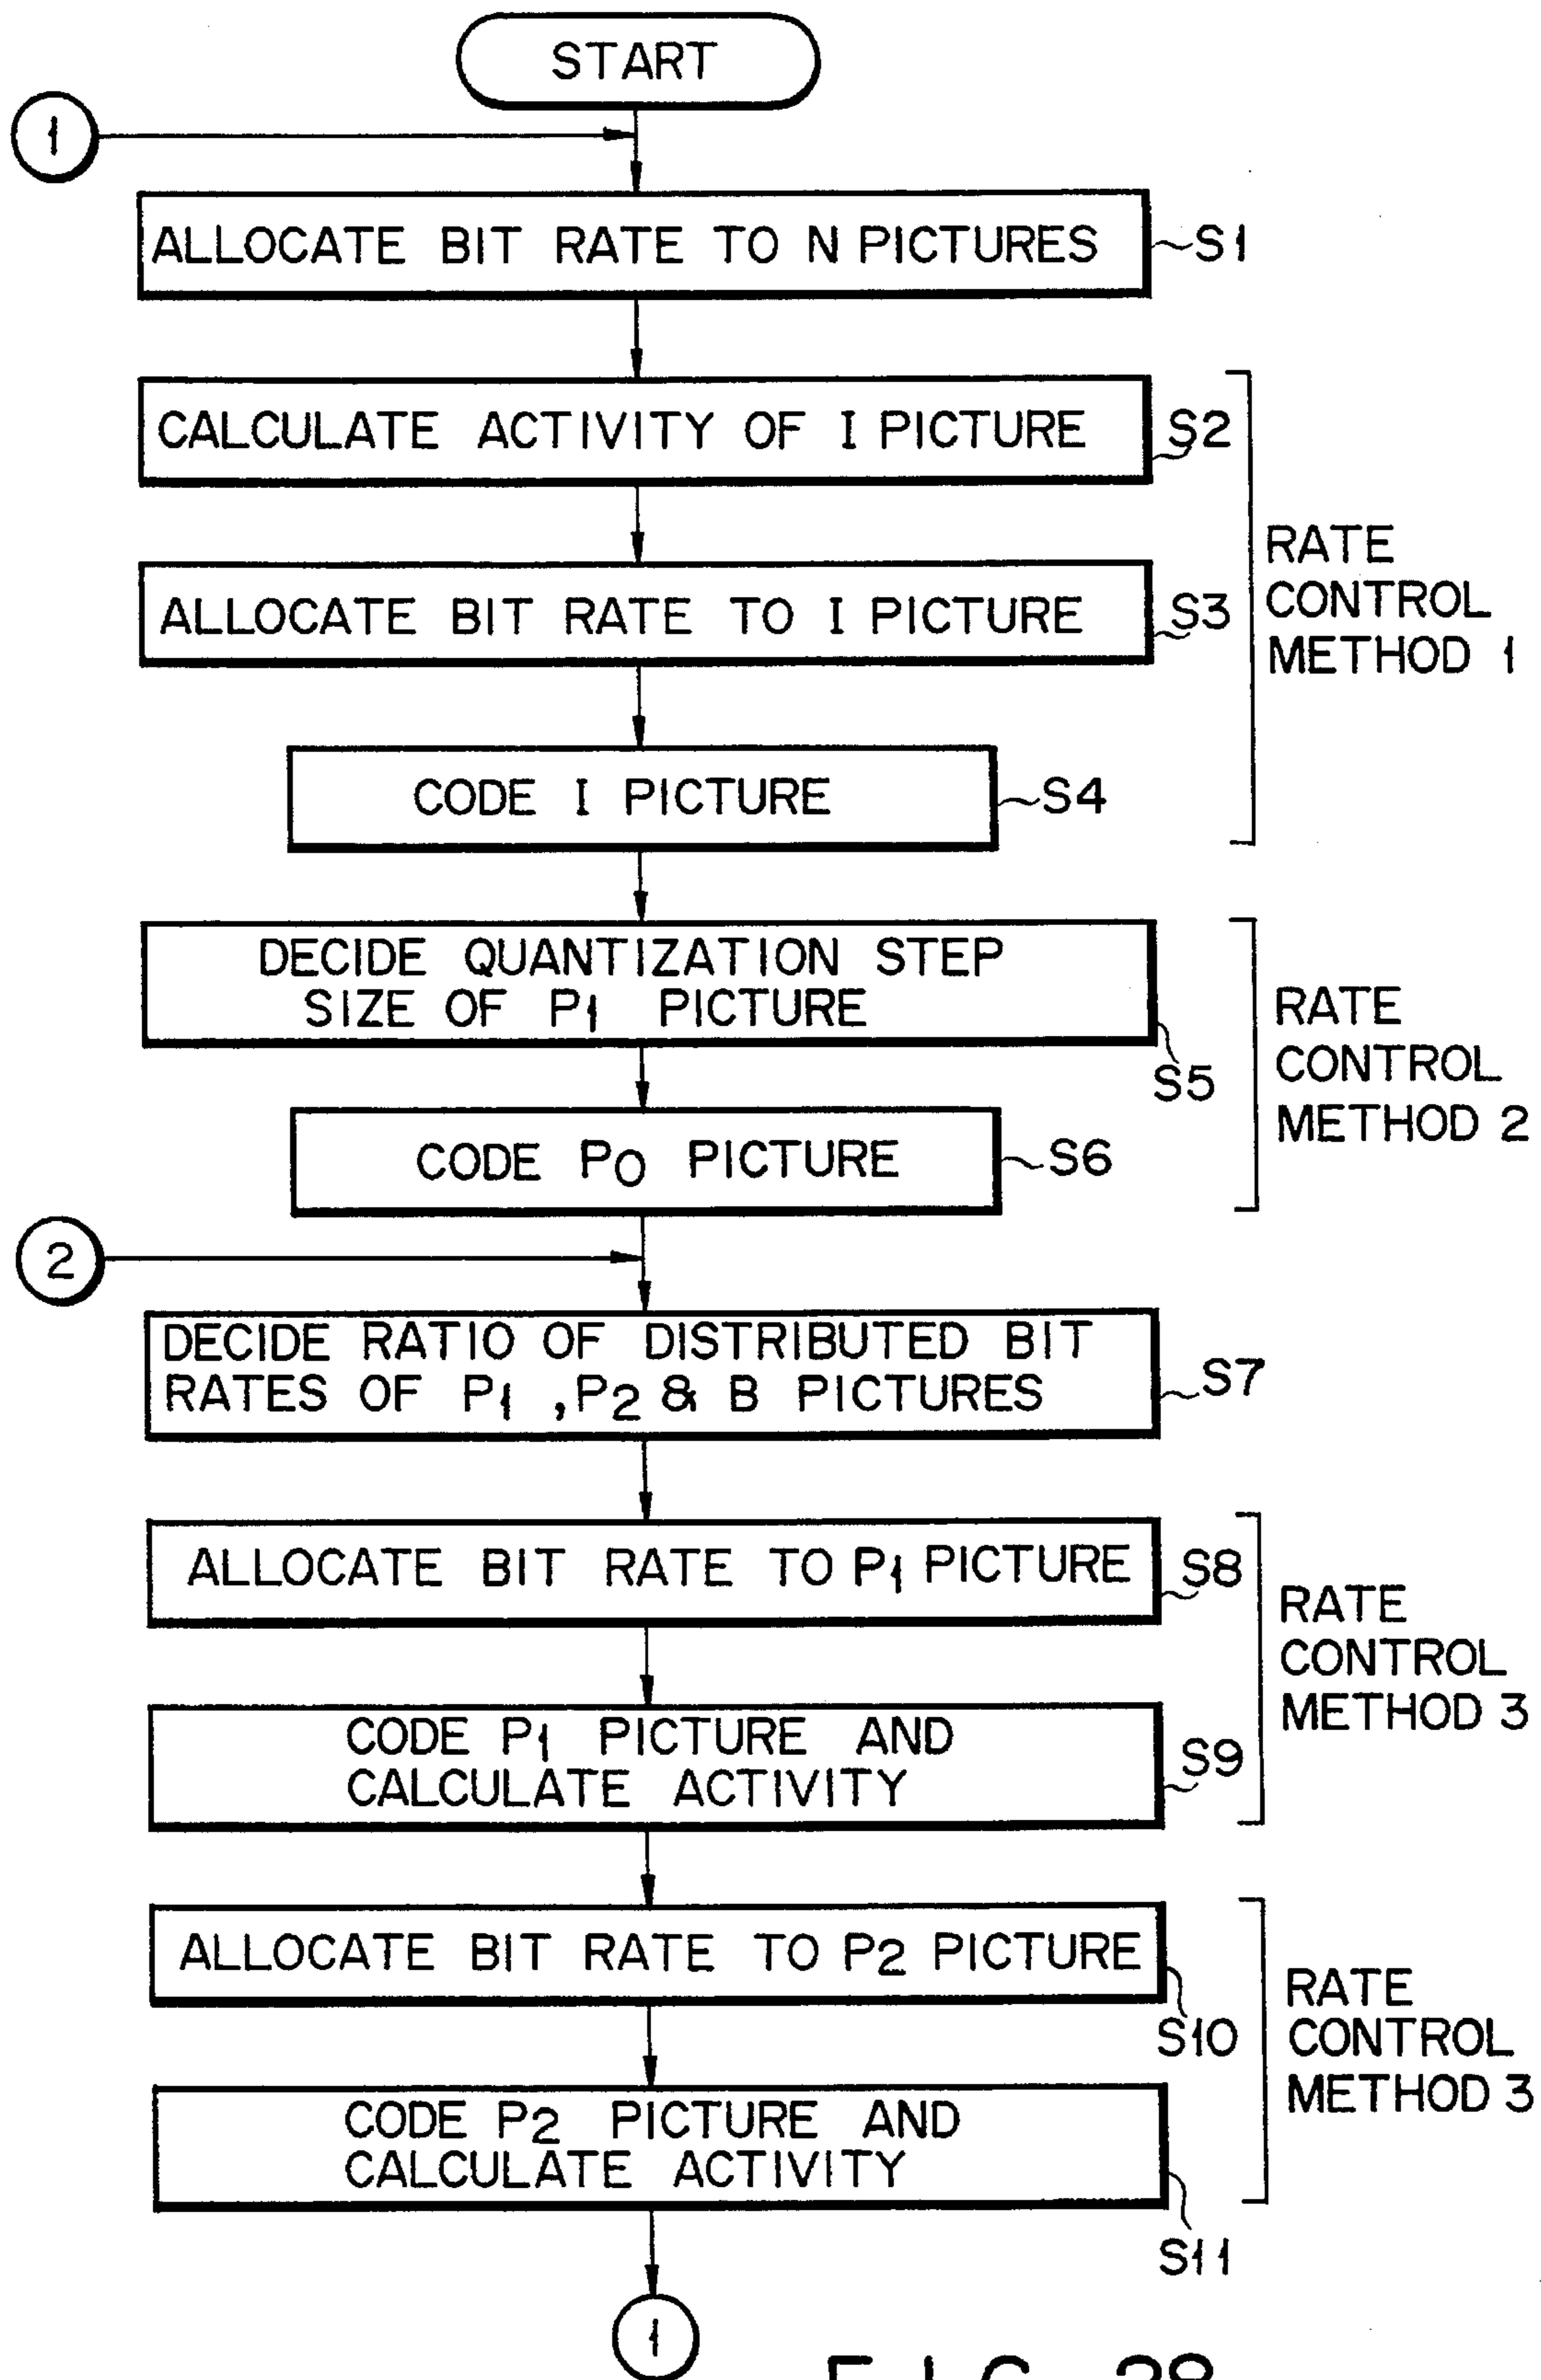 START
1
ALLOCATE BIT RATE TO N PICTURES
S1
CALCULATE ACTIVITY OF I PICTURE
S2
ALLOCATE BIT RATE TO I PICTURE
S3
RATE
CONTROL
METHOD 1
CODE I PICTURE
S4
DECIDE QUANTIZATION STEP
SIZE OF P1 PICTURE
S5
RATE
CONTROL
METHOD 2
CODE P0 PICTURE
S6
2
DECIDE RATIO OF DISTRIBUTED BIT
RATES OF P1 ,P2 & B PICTURES
S7
ALLOCATE BIT RATE TO P1 PICTURE
S8
RATE
CONTROL
METHOD 3
CODE P1 PICTURE AND
CALCULATE ACTIVITY
S9
ALLOCATE BIT RATE TO P2 PICTURE
S10
RATE
CONTROL
METHOD 3
CODE P2 PICTURE AND
CALCULATE ACTIVITY
S11
1